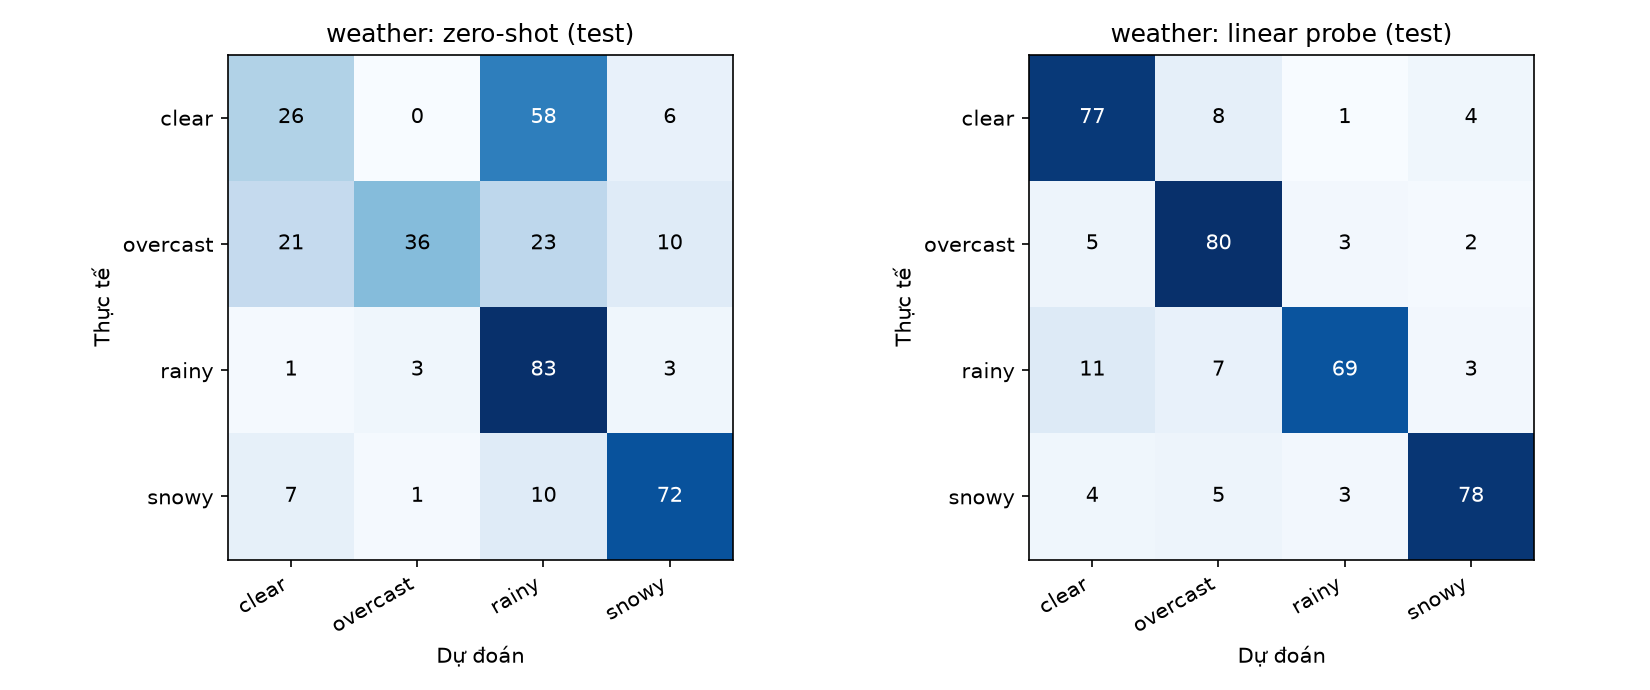 weather: zero-shot (test)
clear 26 0 58 6
overcast 21 36 23 10
rainy 1 3 83 3
snowy 7 1 10 72
Thực tế
clear overcast rainy snowy
Dự đoán
weather: linear probe (test)
clear 77 8 1 4
overcast 5 80 3 2
rainy 11 7 69 3
snowy 4 5 3 78
Thực tế
clear overcast rainy snowy
Dự đoán